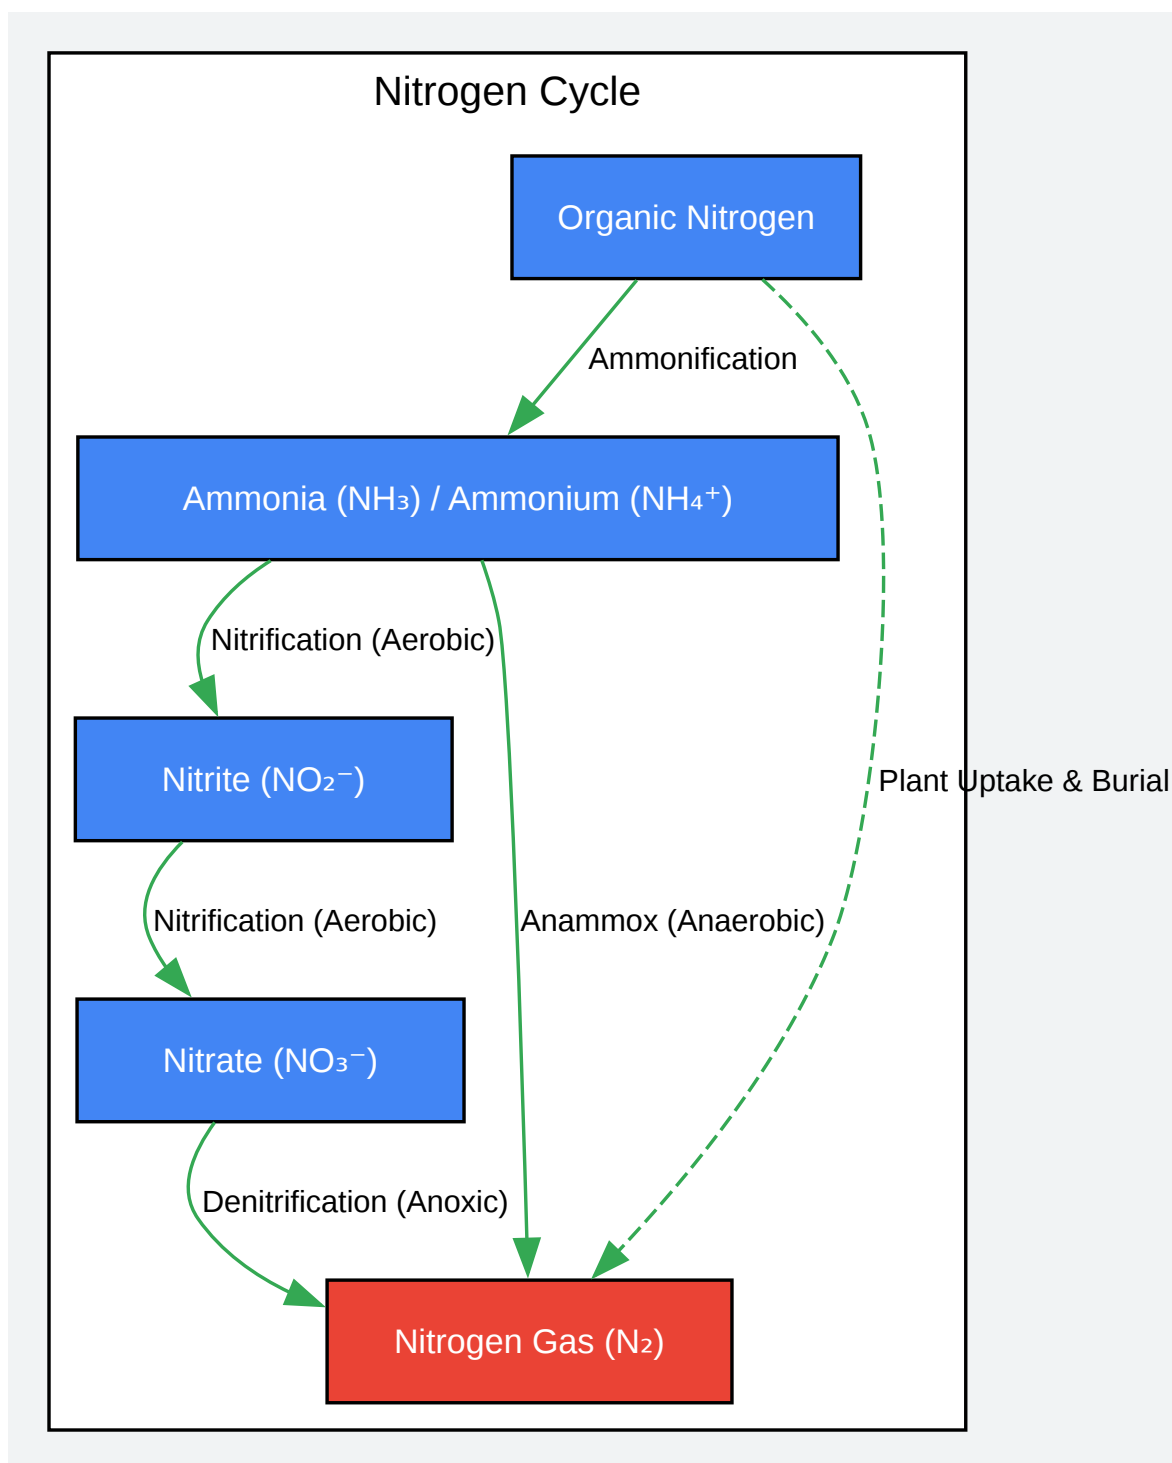 Nitrogen Cycle
Organic Nitrogen
Ammonification
Ammonia (NH₃) / Ammonium (NH₄⁺)
Nitrification (Aerobic)
Nitrite (NO₂⁻)
Plant Uptake & Burial
Nitrification (Aerobic)
Anammox (Anaerobic)
Nitrate (NO₃⁻)
Denitrification (Anoxic)
Nitrogen Gas (N₂)